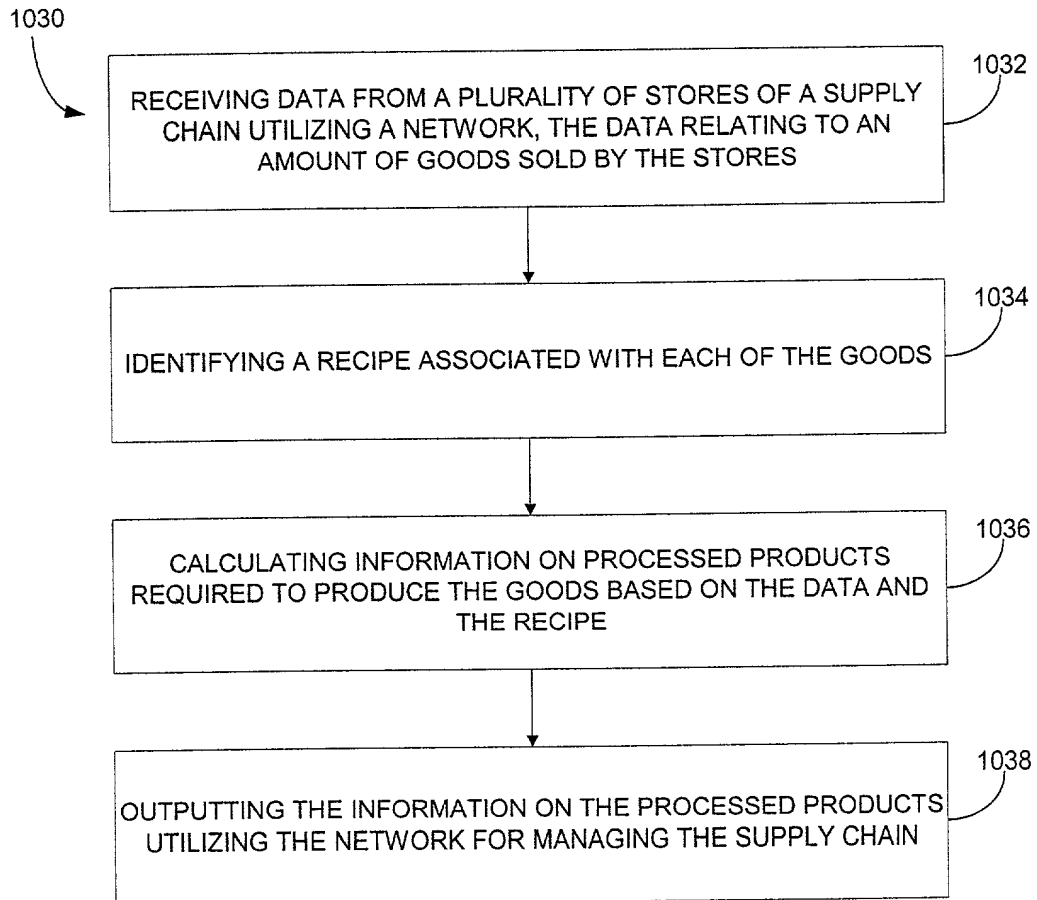 1030
1032
RECEIVING DATA FROM A PLURALITY OF STORES OF A SUPPLY
CHAIN UTILIZING A NETWORK, THE DATA RELATING TO AN
AMOUNT OF GOODS SOLD BY THE STORES
1034
IDENTIFYING A RECIPE ASSOCIATED WITH EACH OF THE GOODS
1036
CALCULATING INFORMATION ON PROCESSED PRODUCTS
REQUIRED TO PRODUCE THE GOODS BASED ON THE DATA AND
THE RECIPE
1038
OUTPUTTING THE INFORMATION ON THE PROCESSED PRODUCTS
UTILIZING THE NETWORK FOR MANAGING THE SUPPLY CHAIN